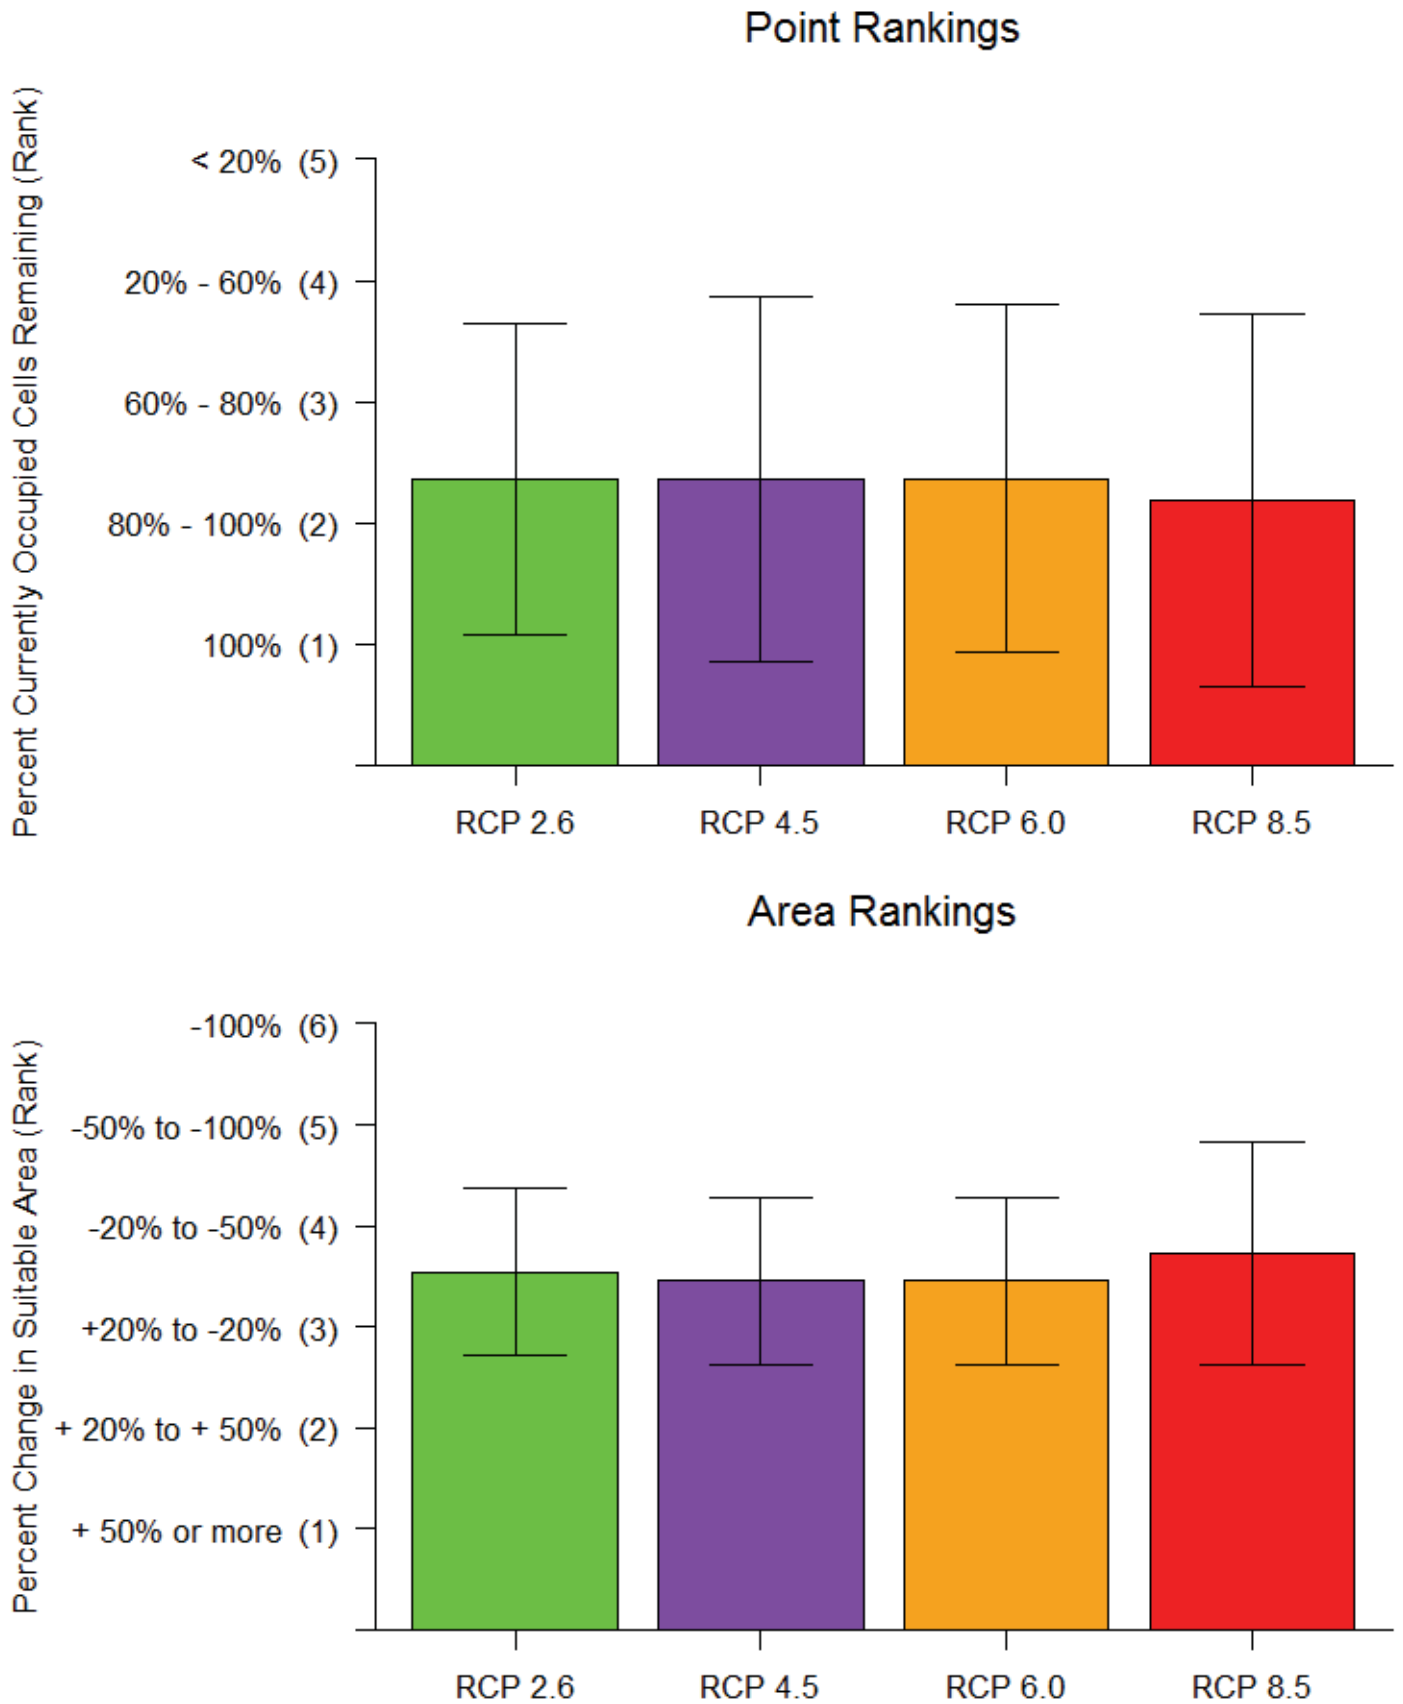 Point Rankings
Percent Currently Occupied Cells Remaining (Rank)
< 20% (5)
20% - 60% (4)
60% - 80% (3)
80% - 100% (2)
100% (1)
RCP 2.6 RCP 4.5 RCP 6.0 RCP 8.5
Area Rankings
Percent Change in Suitable Area (Rank)
-100% (6)
-50% to -100% (5)
-20% to -50% (4)
+20% to -20% (3)
+ 20% to + 50% (2)
+ 50% or more (1)
RCP 2.6 RCP 4.5 RCP 6.0 RCP 8.5